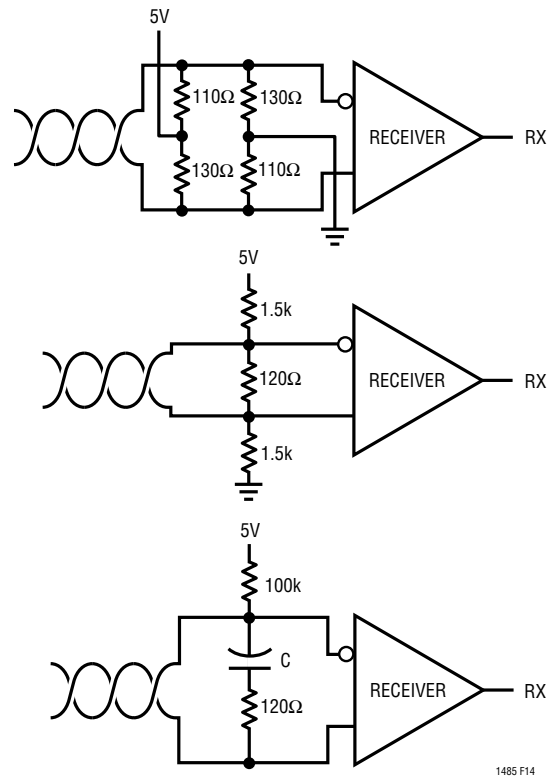 5V
110Ω
130Ω
RECEIVER
RX
130Ω
110Ω
5V
1.5k
120Ω
RECEIVER
RX
1.5k
5V
100k
C
RECEIVER
RX
120Ω
1485 F14